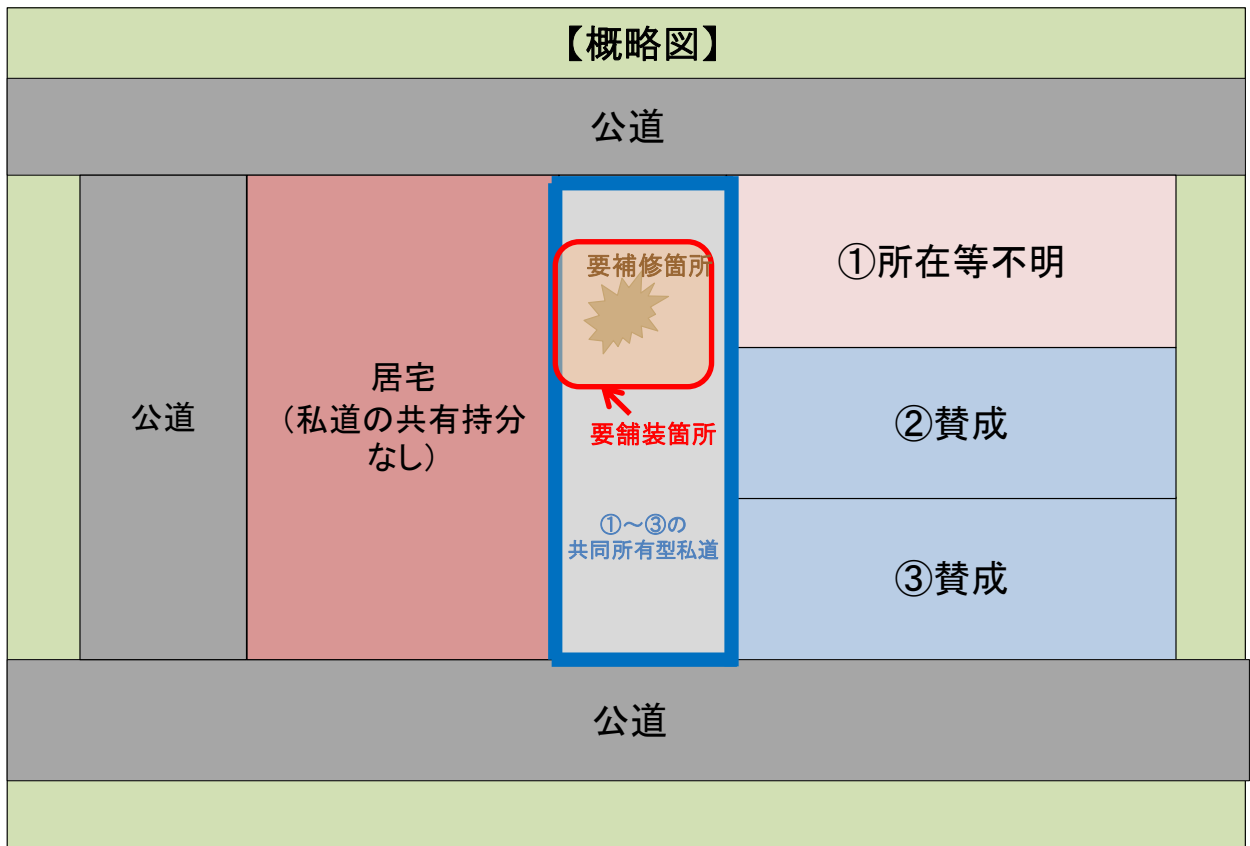 【概略図】
公道
公道
居宅
（私道の共有持分
なし）
要補修箇所
要舗装箇所
①～③の
共同所有型私道
①所在等不明
②賛成
③賛成
公道